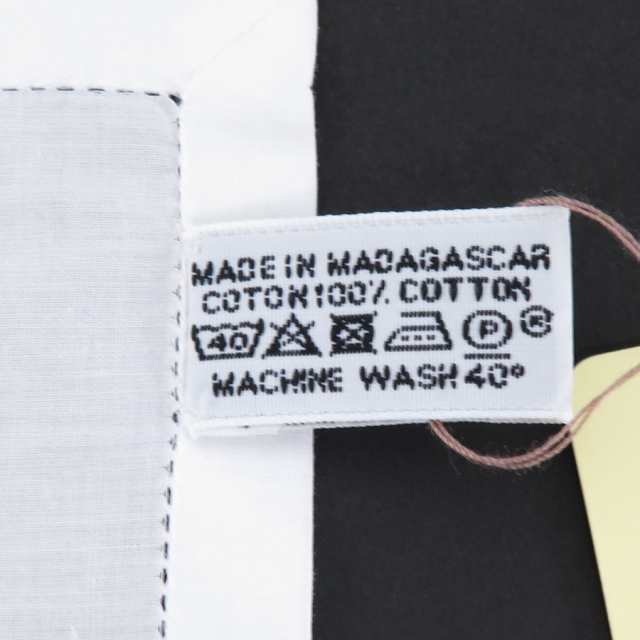 MADE IN MADAGASCAR
COTON 100% COTTON
40 P ®
MACHINE WASH 40°